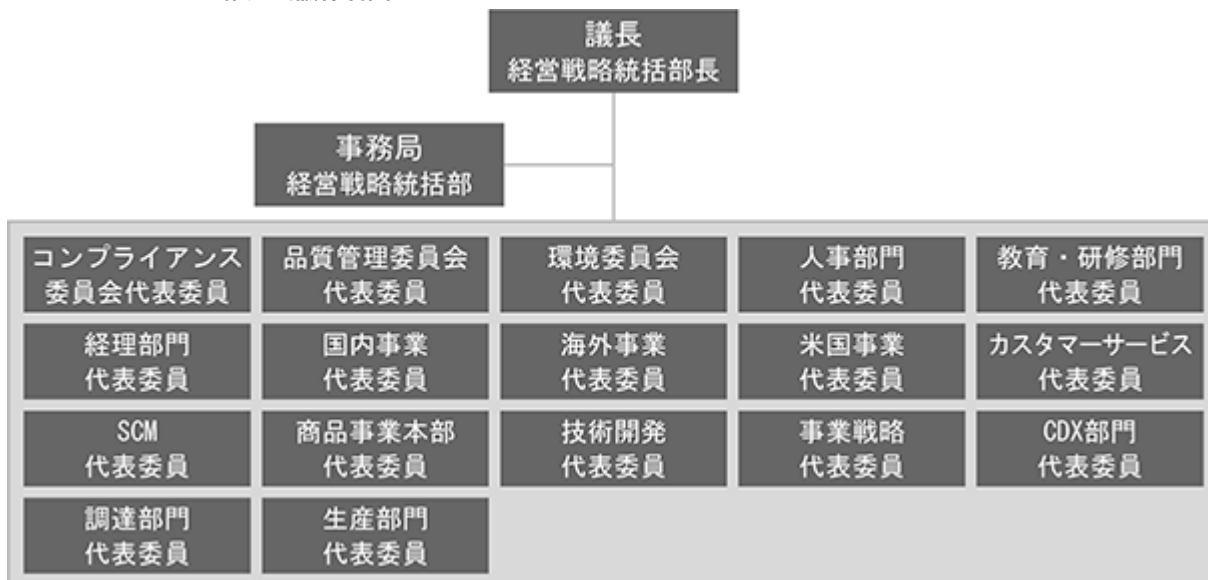 議長
経営戦略統括部長
事務局
経営戦略統括部
コンプライアンス
委員会代表委員
品質管理委員会
代表委員
環境委員会
代表委員
人事部門
代表委員
教育・研修部門
代表委員
経理部門
代表委員
国内事業
代表委員
海外事業
代表委員
米国事業
代表委員
カスタマーサービス
代表委員
SCM
代表委員
商品事業本部
代表委員
技術開発
代表委員
事業戦略
代表委員
CDX部門
代表委員
調達部門
代表委員
生産部門
代表委員